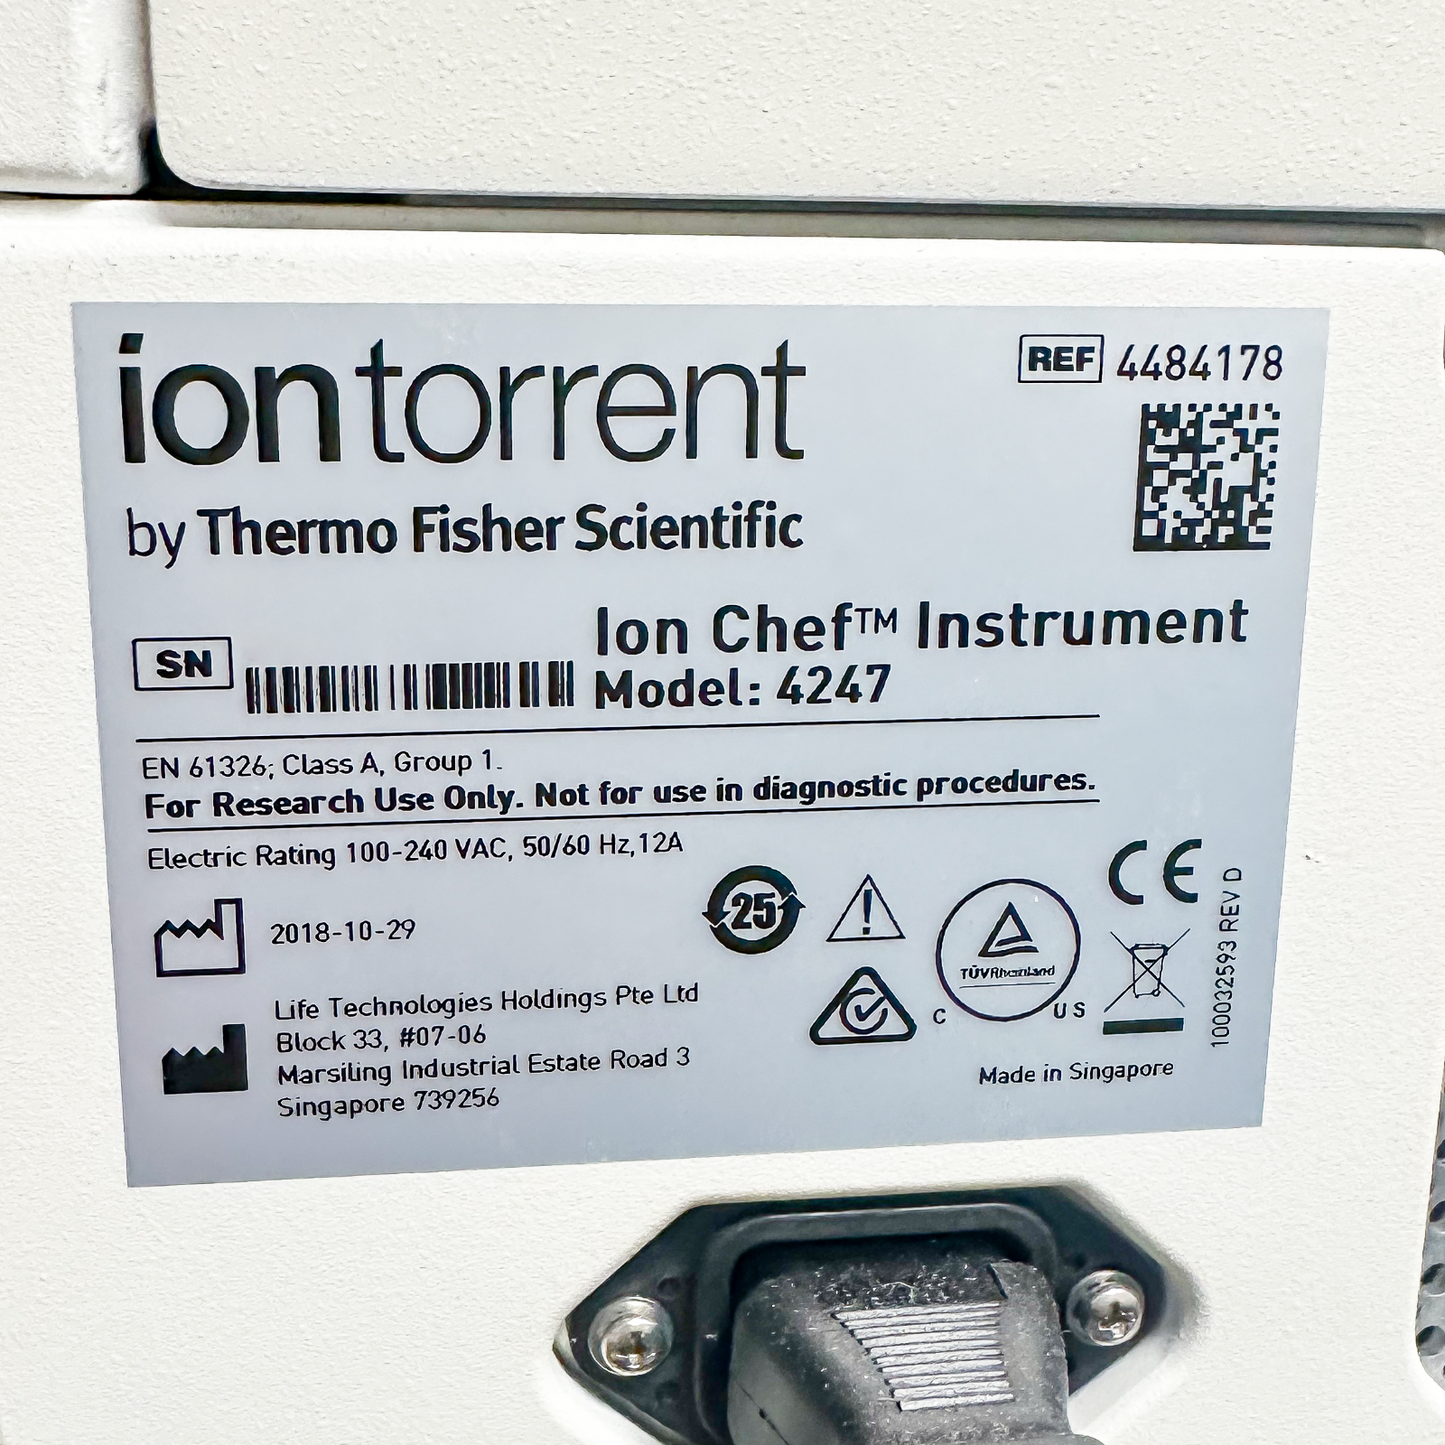 iontorrent
by Thermo Fisher Scientific
REF 4484178
Ion Chef™ Instrument
SN
Model: 4247
EN 61326; Class A, Group 1.
For Research Use Only. Not for use in diagnostic procedures.
Electric Rating 100-240 VAC, 50/60 Hz,12A
2018-10-29
25
TÜVRheinland
C US
CE
100032593 REV D
Life Technologies Holdings Pte Ltd
Block 33, #07-06
Marsiling Industrial Estate Road 3
Singapore 739256
Made in Singapore